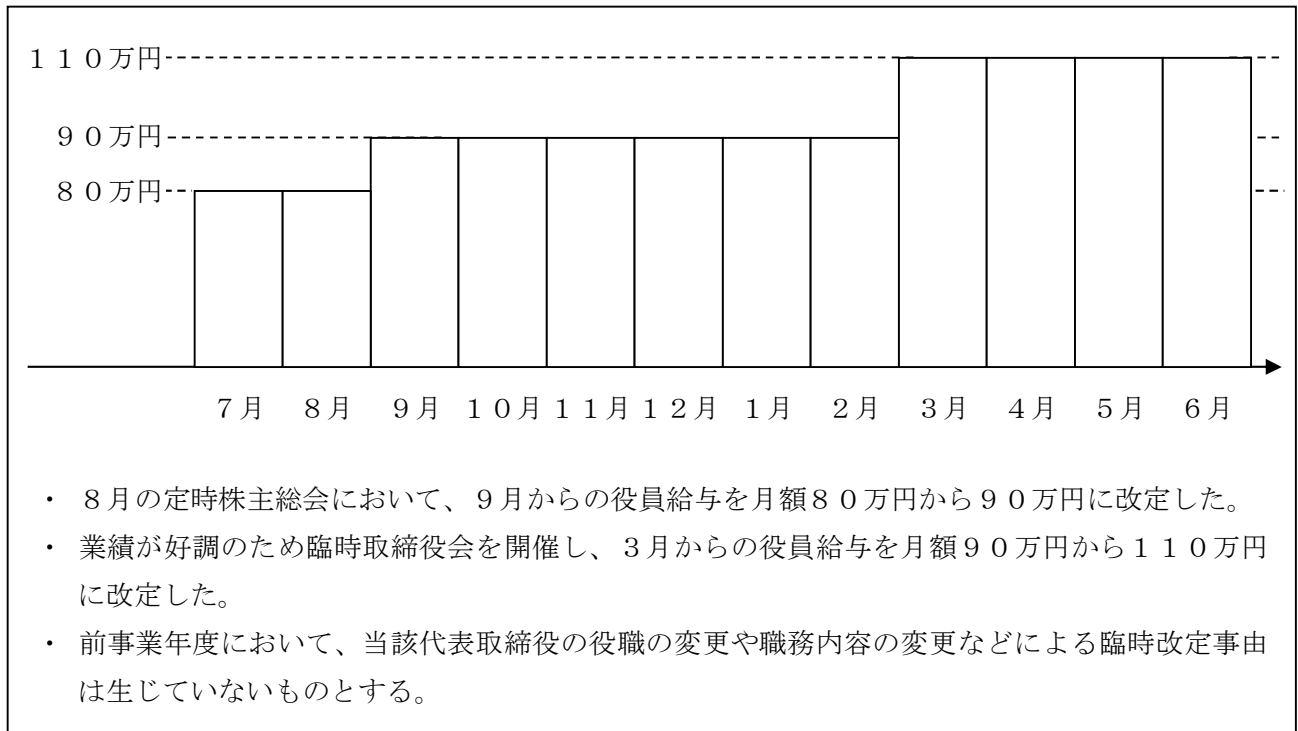 １１０万円
９０万円
８０万円
７月 ８月 ９月 １０月 １１月 １２月 １月 ２月 ３月 ４月 ５月 ６月
・ ８月の定時株主総会において、９月からの役員給与を月額８０万円から９０万円に改定した。
・ 業績が好調のため臨時取締役会を開催し、３月からの役員給与を月額９０万円から１１０万円
に改定した。
・ 前事業年度において、当該代表取締役の役職の変更や職務内容の変更などによる臨時改定事由
は生じていないものとする。